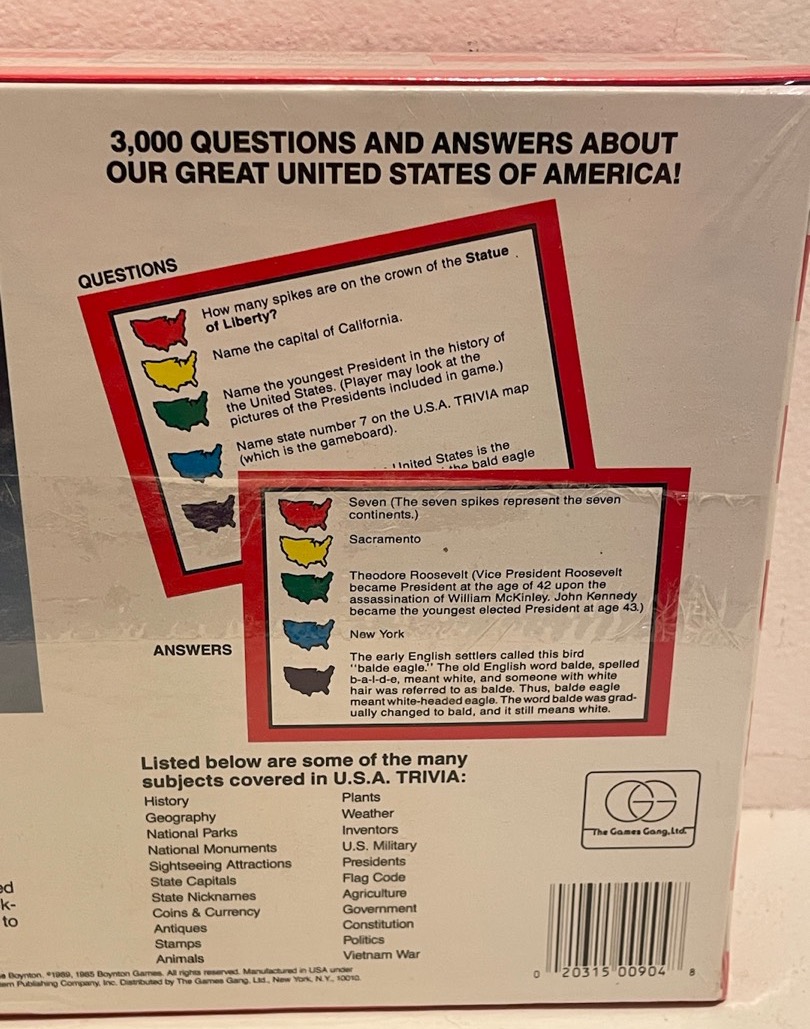 3,000 QUESTIONS AND ANSWERS ABOUT
OUR GREAT UNITED STATES OF AMERICA!
QUESTIONS
How many spikes are on the crown of the Statue
of Liberty?
Name the capital of California.
Name the youngest President in the history of
the United States. (Player may look at the
pictures of the Presidents included in game.)
Name state number 7 on the U.S.A. TRIVIA map
(which is the gameboard).
United States is the
the bald eagle
Seven (The seven spikes represent the seven
continents.)
Sacramento
Theodore Roosevelt (Vice President Roosevelt
became President at the age of 42 upon the
assassination of William McKinley. John Kennedy
became the youngest elected President at age 43.)
New York
The early English settlers called this bird
"balde eagle." The old English word balde, spelled
b-a-l-d-e, meant white, and someone with white
hair was referred to as balde. Thus, balde eagle
meant white-headed eagle. The word balde was grad-
ually changed to bald, and it still means white.
ANSWERS
Listed below are some of the many
subjects covered in U.S.A. TRIVIA:
History
Geography
National Parks
National Monuments
Sightseeing Attractions
State Capitals
State Nicknames
Coins & Currency
Antiques
Stamps
Animals
Plants
Weather
Inventors
U.S. Military
Presidents
Flag Code
Agriculture
Government
Constitution
Politics
Vietnam War
The Games Gang, Ltd.
0 20315 00904 8
ed
k-
to
Boynton. ©1989, 1985 Boynton Games. All rights reserved. Manufactured in USA under
Publishing Company, Inc. Distributed by The Games Gang, Ltd., New York, N.Y., 10010.